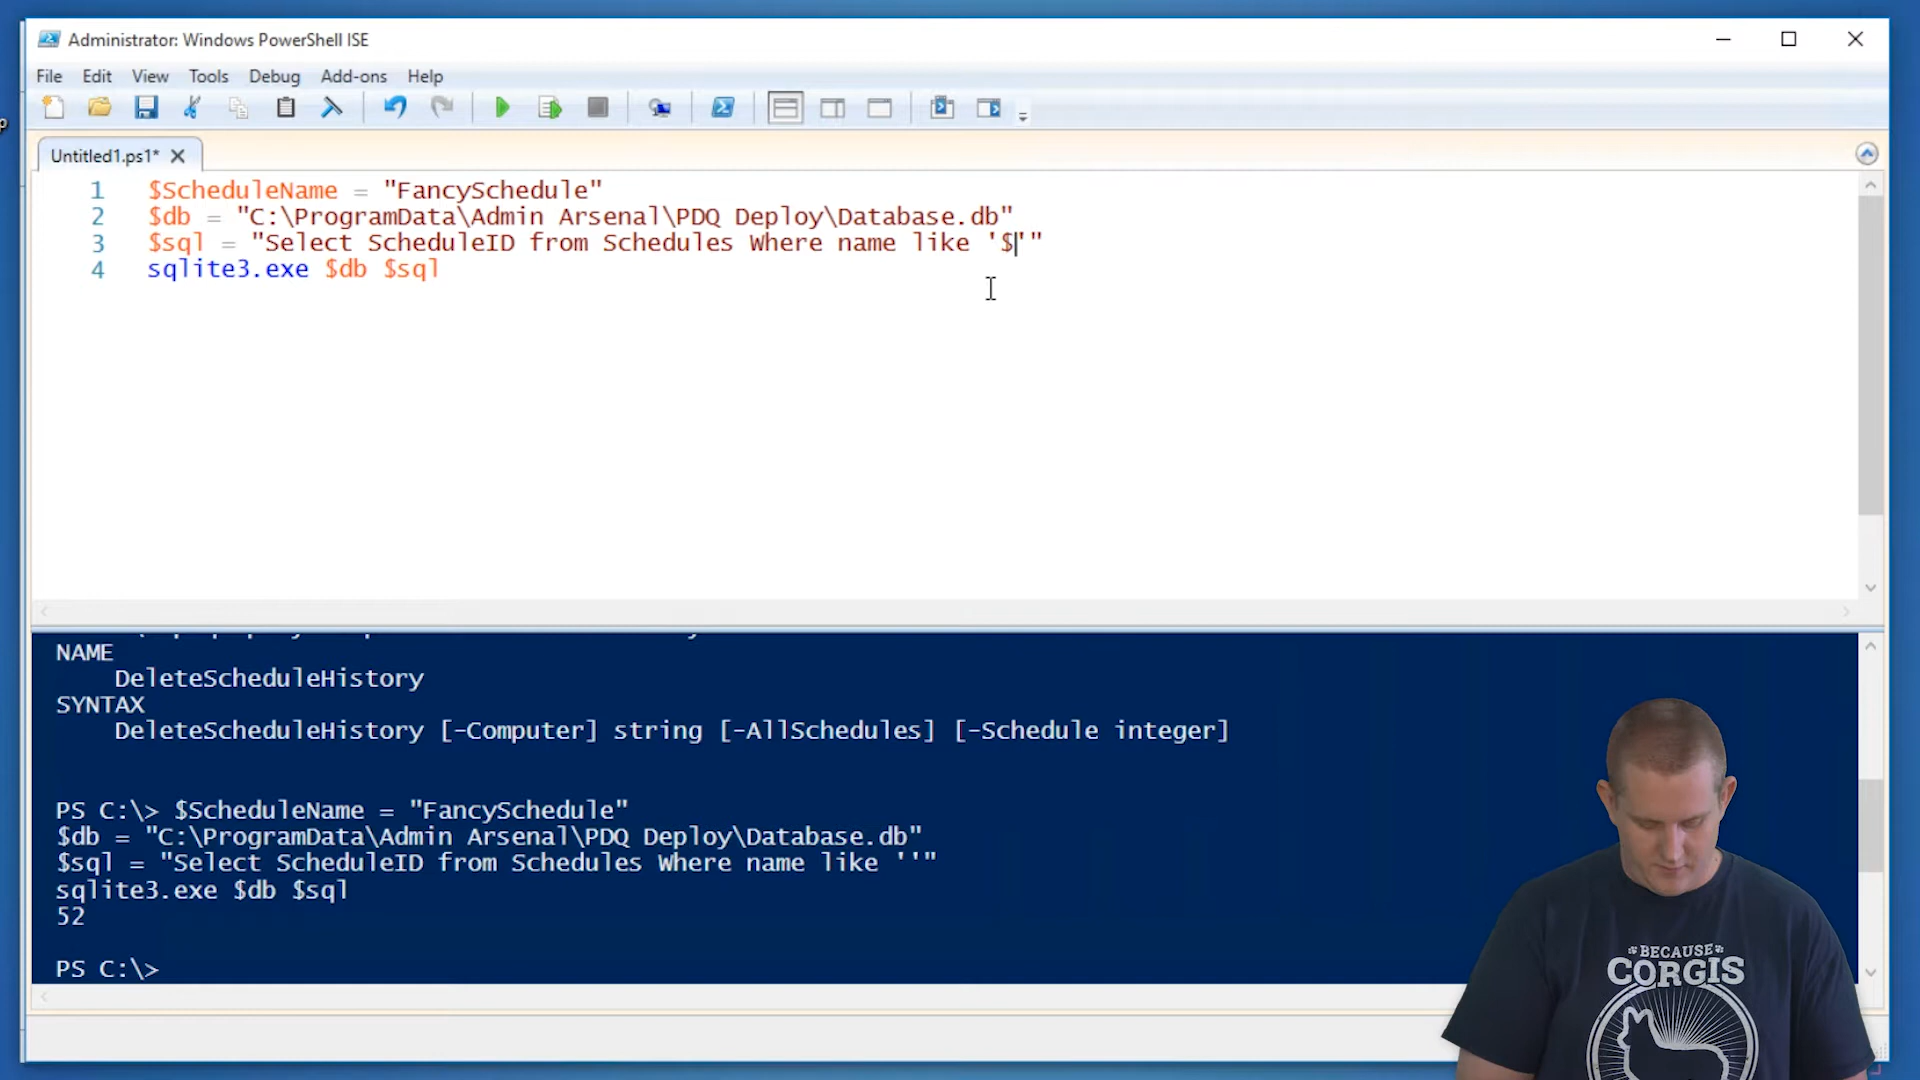 Administrator: Windows PowerShell ISE
File Edit View Tools Debug Add-ons Help
Untitled1.ps1*
1 $ScheduleName = "FancySchedule"
2 $db = "C:\ProgramData\Admin Arsenal\PDQ Deploy\Database.db"
3 $sql = "Select ScheduleID from Schedules Where name like '$'"
4 sqlite3.exe $db $sql
NAME
DeleteScheduleHistory
SYNTAX
DeleteScheduleHistory [-Computer] string [-AllSchedules] [-Schedule integer]
PS C:\> $ScheduleName = "FancySchedule"
$db = "C:\ProgramData\Admin Arsenal\PDQ Deploy\Database.db"
$sql = "Select ScheduleID from Schedules Where name like ''"
sqlite3.exe $db $sql
52
PS C:\>
BECAUSE
CORGIS